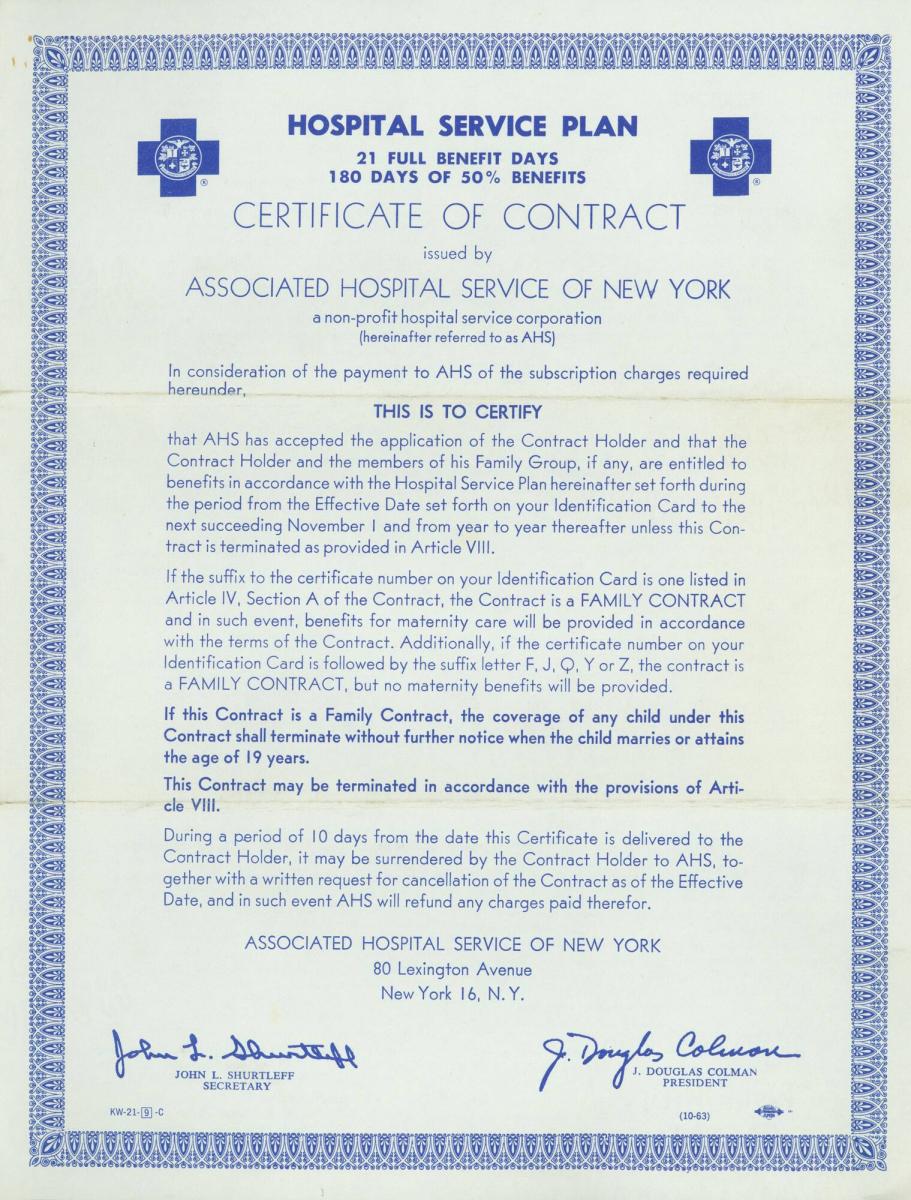 HOSPITAL SERVICE PLAN
21 FULL BENEFIT DAYS
180 DAYS OF 50% BENEFITS
CERTIFICATE OF CONTRACT
issued by
ASSOCIATED HOSPITAL SERVICE OF NEW YORK
a non-profit hospital service corporation
(hereinafter referred to as AHS)
In consideration of the payment to AHS of the subscription charges required
hereunder,
THIS IS TO CERTIFY
that AHS has accepted the application of the Contract Holder and that the
Contract Holder and the members of his Family Group, if any, are entitled to
benefits in accordance with the Hospital Service Plan hereinafter set forth during
the period from the Effective Date set forth on your Identification Card to the
next succeeding November 1 and from year to year thereafter unless this Con-
tract is terminated as provided in Article VIII.
If the suffix to the certificate number on your Identification Card is one listed in
Article IV, Section A of the Contract, the Contract is a FAMILY CONTRACT
and in such event, benefits for maternity care will be provided in accordance
with the terms of the Contract. Additionally, if the certificate number on your
Identification Card is followed by the suffix letter F, J, Q, Y or Z, the contract is
a FAMILY CONTRACT, but no maternity benefits will be provided.
If this Contract is a Family Contract, the coverage of any child under this
Contract shall terminate without further notice when the child marries or attains
the age of 19 years.
This Contract may be terminated in accordance with the provisions of Arti-
cle VIII.
During a period of 10 days from the date this Certificate is delivered to the
Contract Holder, it may be surrendered by the Contract Holder to AHS, to-
gether with a written request for cancellation of the Contract as of the Effective
Date, and in such event AHS will refund any charges paid therefor.
ASSOCIATED HOSPITAL SERVICE OF NEW YORK
80 Lexington Avenue
New York 16, N. Y.
John L. Shurtleff
JOHN L. SHURTLEFF
SECRETARY
J. Douglas Colman
J. DOUGLAS COLMAN
PRESIDENT
KW-21-9-C
(10-63)